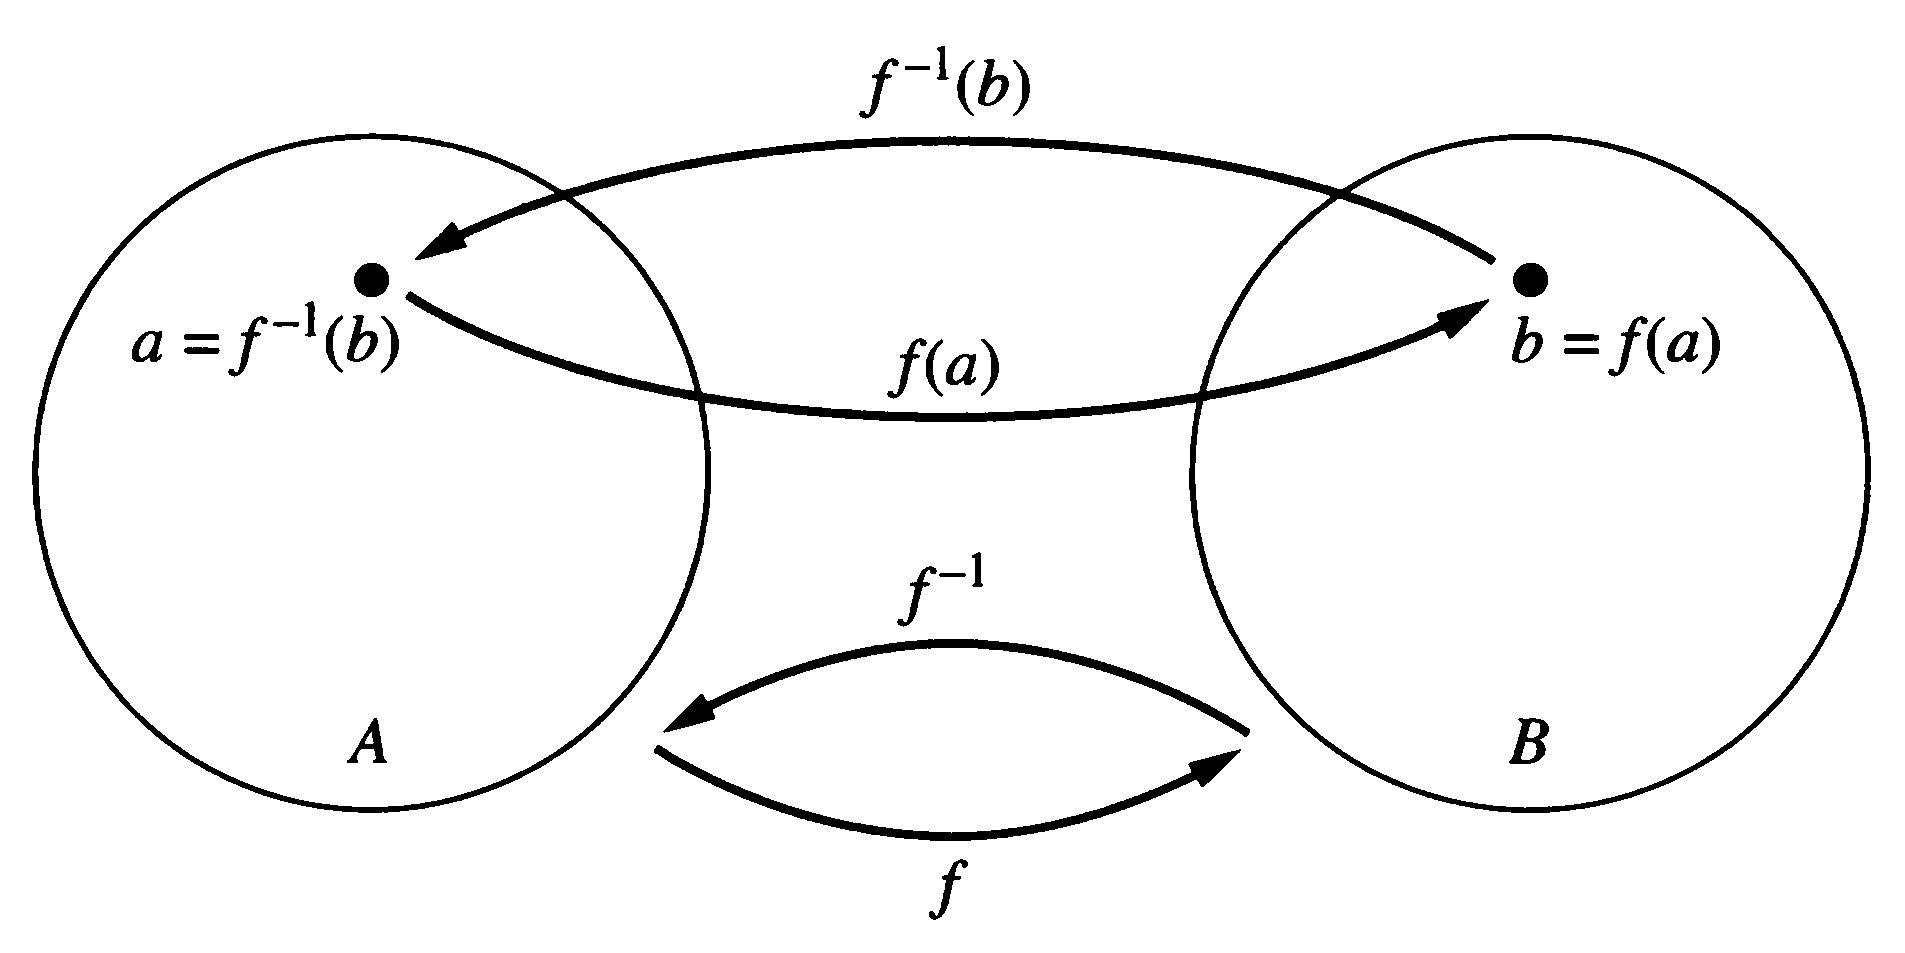 f⁻¹(b)
a = f⁻¹(b)
f(a)
b = f(a)
f⁻¹
A
B
f